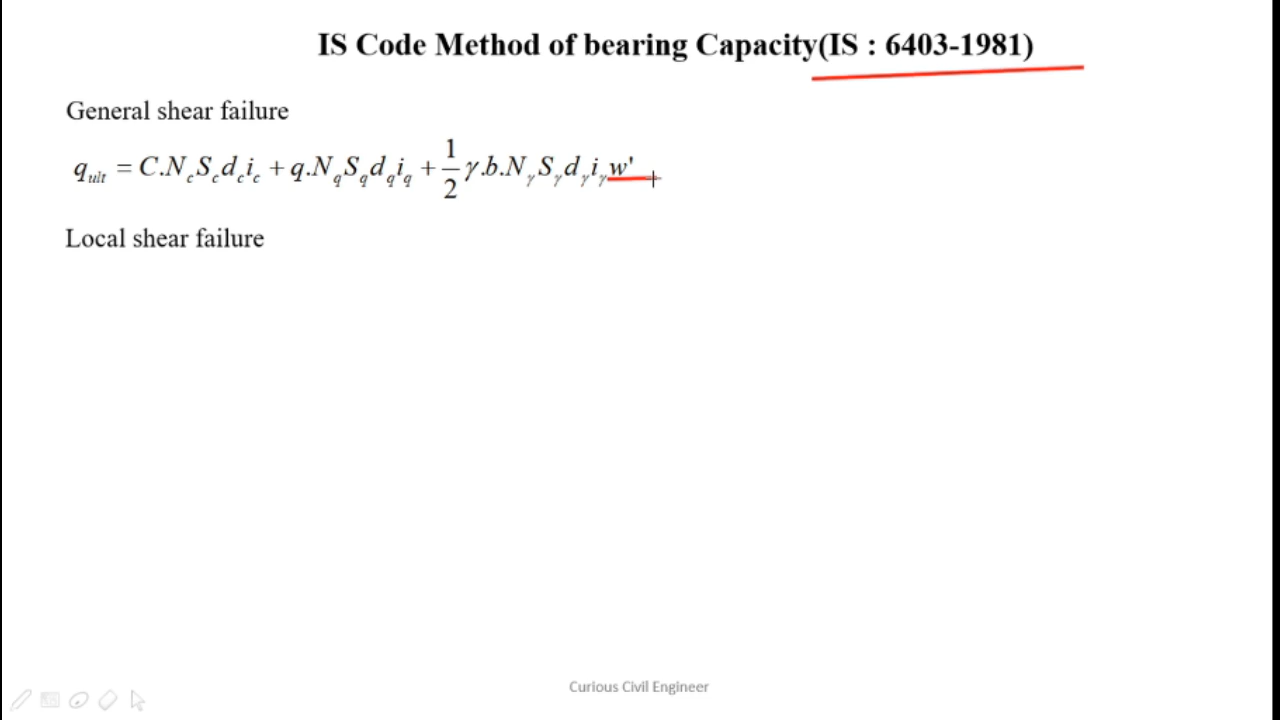 IS Code Method of bearing Capacity(IS : 6403-1981)
General shear failure
q_ult = C.N_c S_c d_c i_c + q.N_q S_q d_q i_q + 1/2 γ.b.N_γ S_γ d_γ i_γ w'
Local shear failure
Curious Civil Engineer